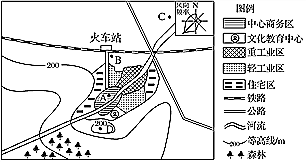 C
风向
频率
图例
火车站
B
中心商务区
文化教育中心
重工业区
轻工业区
住宅区
铁路
公路
河流
200 等高线/m
森林
200
200